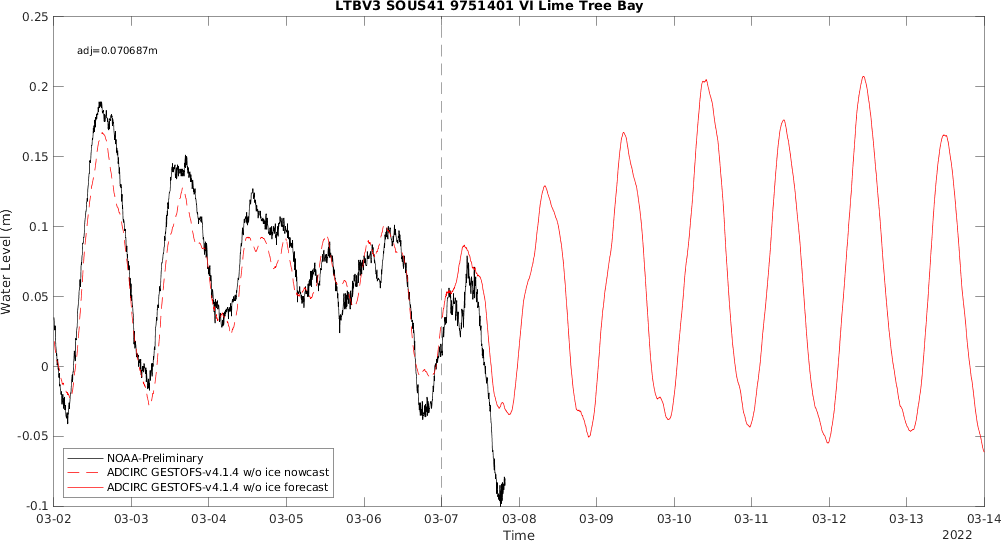 LTBV3 SOUS41 9751401 VI Lime Tree Bay
adj=0.070687m
0.25
0.2
0.15
0.1
0.05
0
-0.05
-0.1
Water Level (m)
NOAA-Preliminary
ADCIRC GESTOFS-v4.1.4 w/o ice nowcast
ADCIRC GESTOFS-v4.1.4 w/o ice forecast
03-02 03-03 03-04 03-05 03-06 03-07 03-08 03-09 03-10 03-11 03-12 03-13 03-14
Time
2022